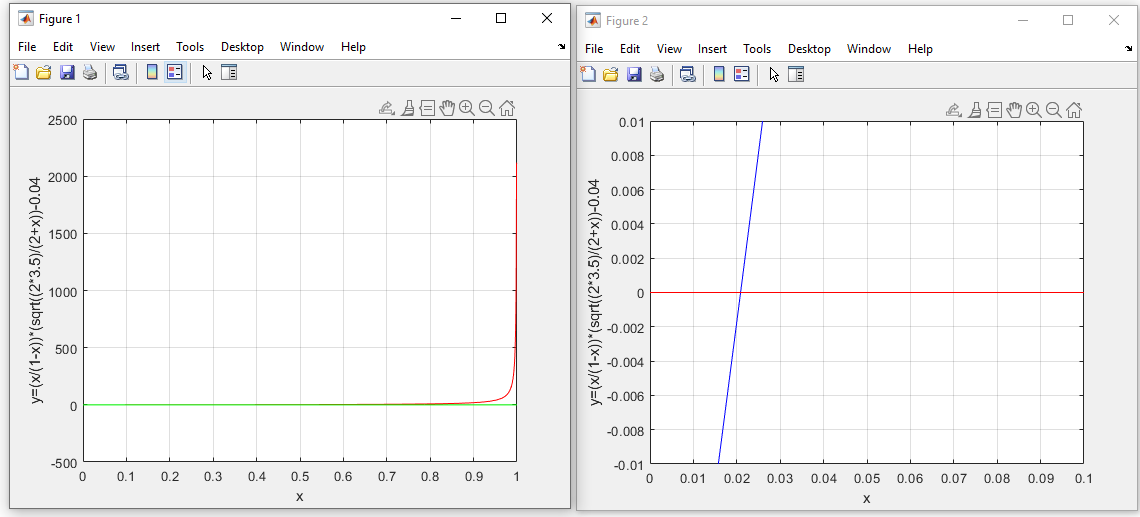 Figure 1
File Edit View Insert Tools Desktop Window Help
2500
2000
1500
1000
500
0
-500
0 0.1 0.2 0.3 0.4 0.5 0.6 0.7 0.8 0.9 1
x
y=(x/(1-x))*(sqrt((2*3.5)/(2+x))-0.04
Figure 2
File Edit View Insert Tools Desktop Window Help
0.01
0.008
0.006
0.004
0.002
0
-0.002
-0.004
-0.006
-0.008
-0.01
0 0.01 0.02 0.03 0.04 0.05 0.06 0.07 0.08 0.09 0.1
x
y=(x/(1-x))*(sqrt((2*3.5)/(2+x))-0.04